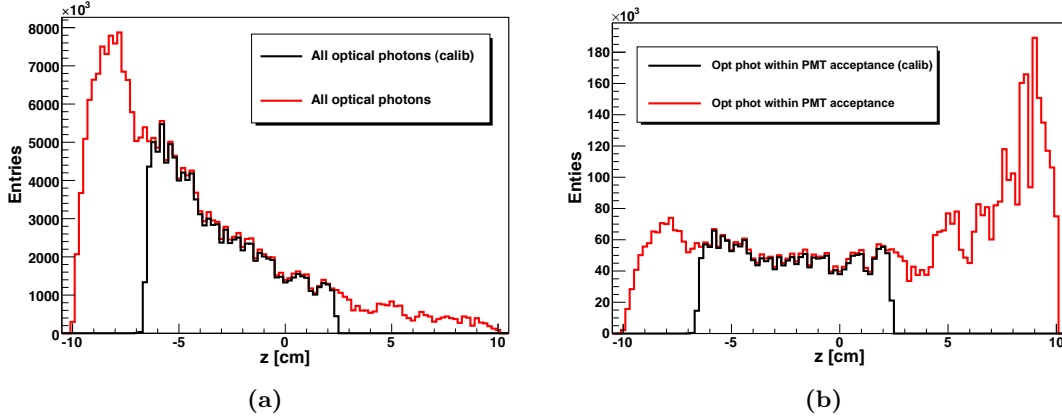 ×10³
8000
7000
6000
5000
4000
3000
2000
1000
0
Entries
-10 -5 0 5 10
z [cm]
All optical photons (calib)
All optical photons
(a)
×10³
180
160
140
120
100
80
60
40
20
0
Enties
-10 -5 0 5 10
z [cm]
Opt phot within PMT acceptance (calib)
Opt phot within PMT acceptance
(b)